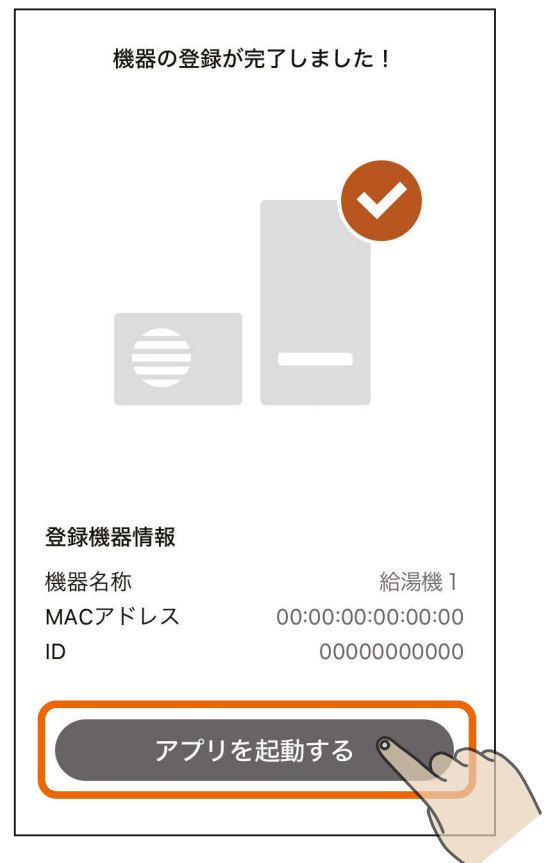 機器の登録が完了しました！
登録機器情報
機器名称 給湯機1
MACアドレス 00:00:00:00:00:00
ID 00000000000
アプリを起動する